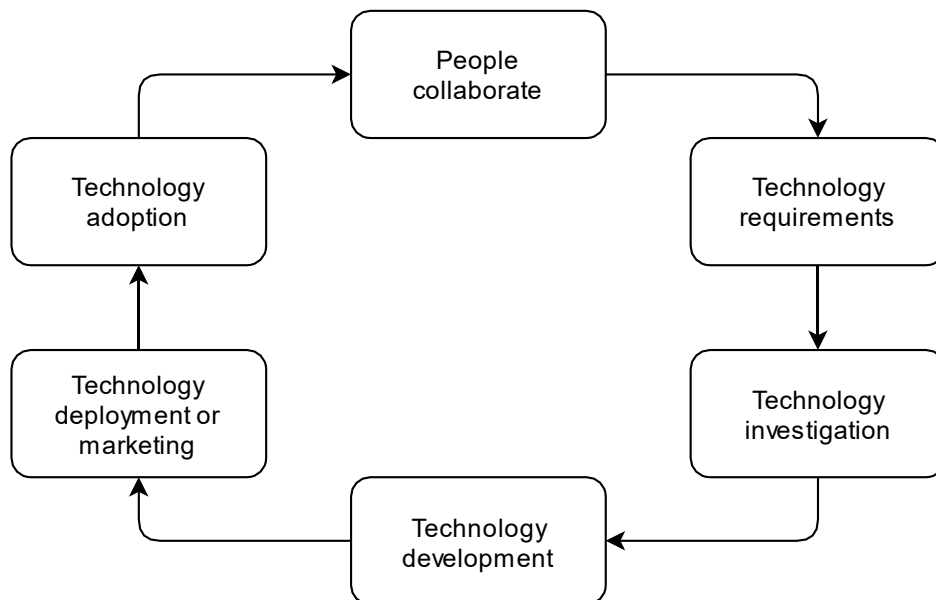 People
collaborate
Technology
requirements
Technology
investigation
Technology
development
Technology
deployment or
marketing
Technology
adoption